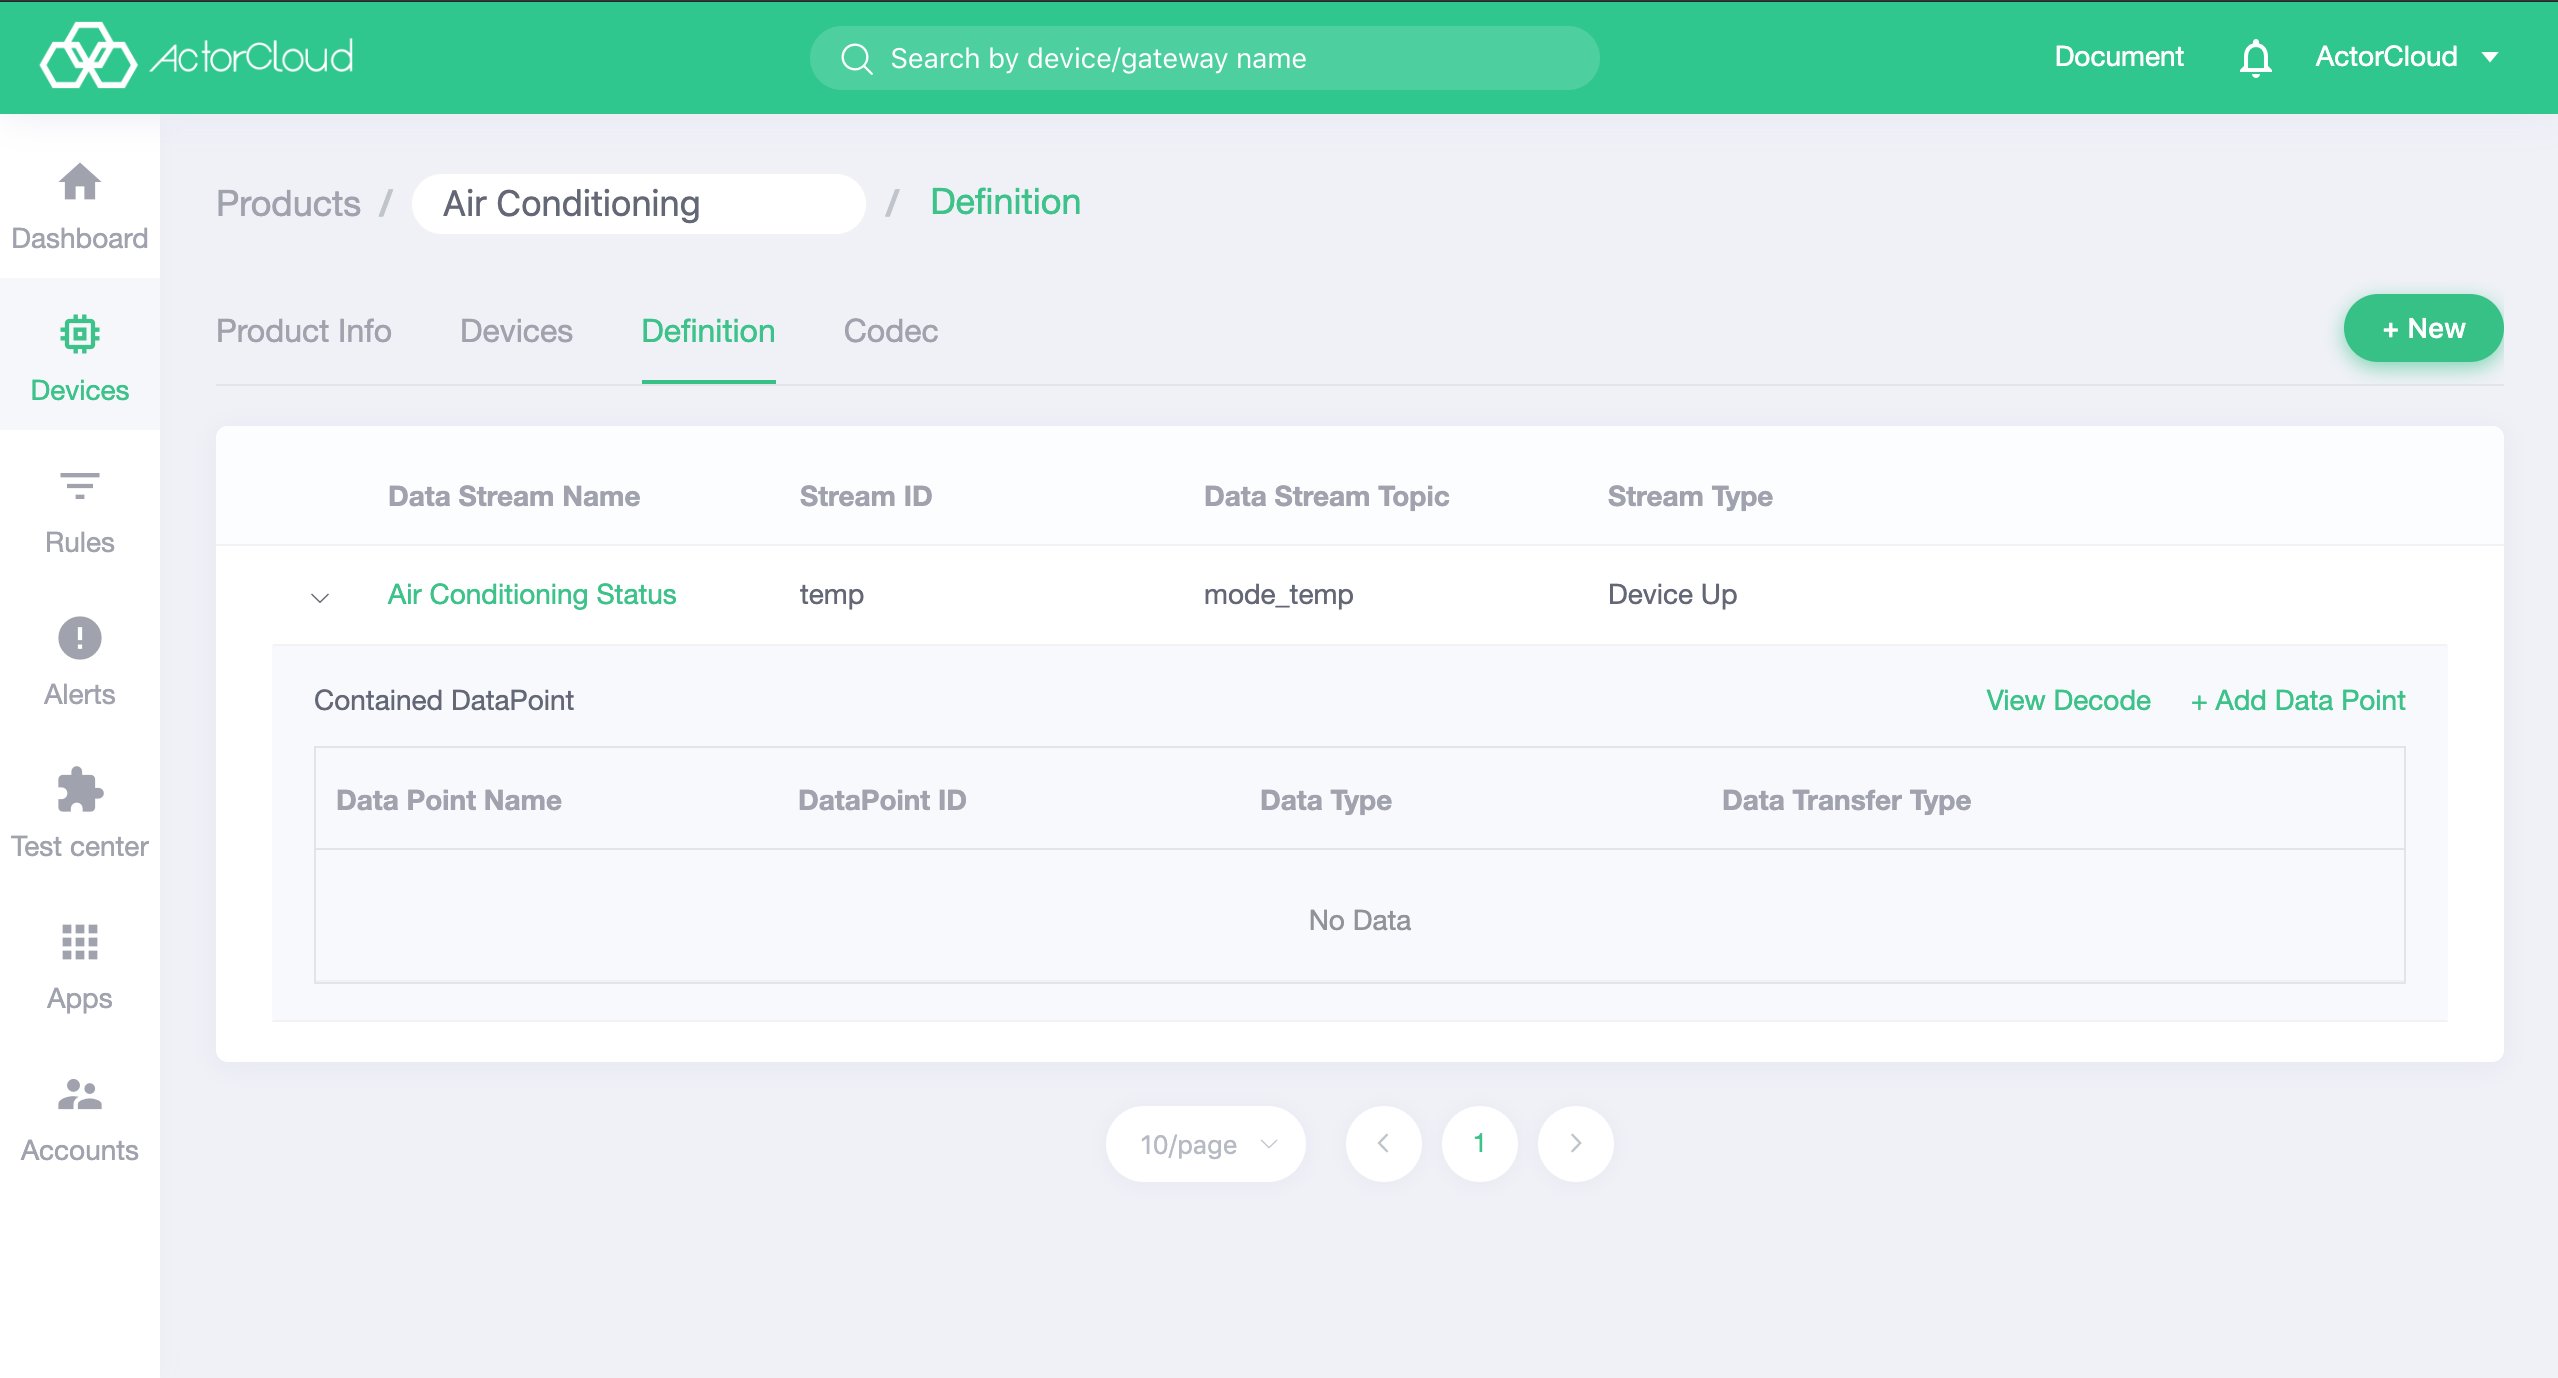 ActorCloud
Search by device/gateway name
Document
ActorCloud
Dashboard
Devices
Rules
Alerts
Test center
Apps
Accounts
Products / Air Conditioning / Definition
Product Info Devices Definition Codec
+ New
Data Stream Name Stream ID Data Stream Topic Stream Type
Air Conditioning Status temp mode_temp Device Up
Contained DataPoint View Decode + Add Data Point
Data Point Name DataPoint ID Data Type Data Transfer Type
No Data
10/page 1